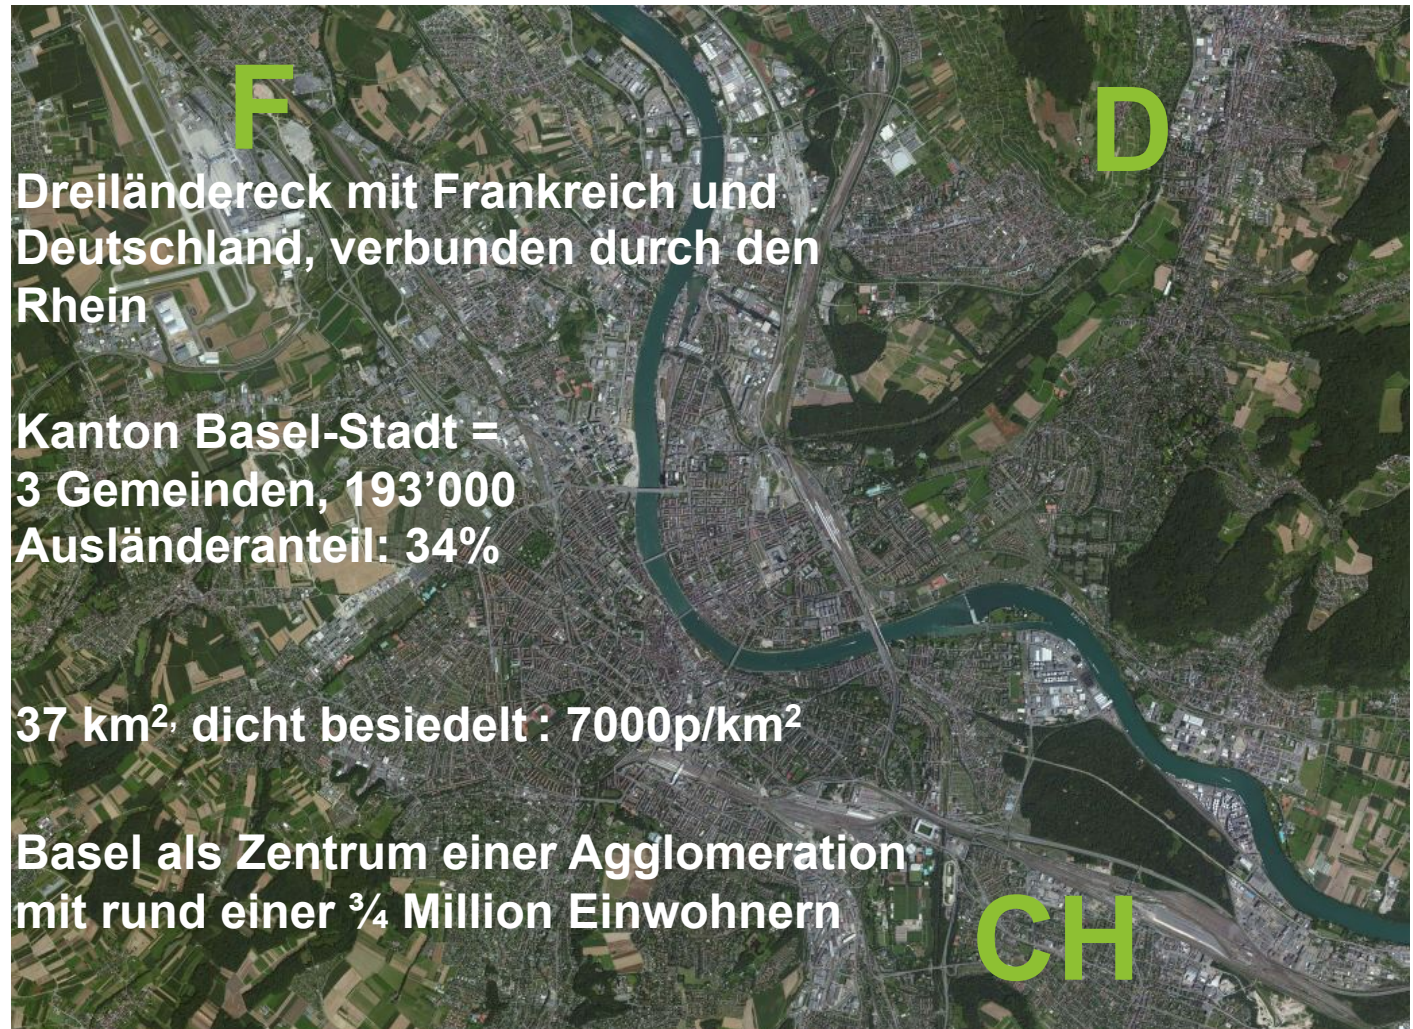 F
D
Dreiländereck mit Frankreich und
Deutschland, verbunden durch den
Rhein
Kanton Basel-Stadt =
3 Gemeinden, 193’000
Ausländeranteil: 34%
37 km², dicht besiedelt : 7000p/km²
Basel als Zentrum einer Agglomeration
mit rund einer ¾ Million Einwohnern
CH